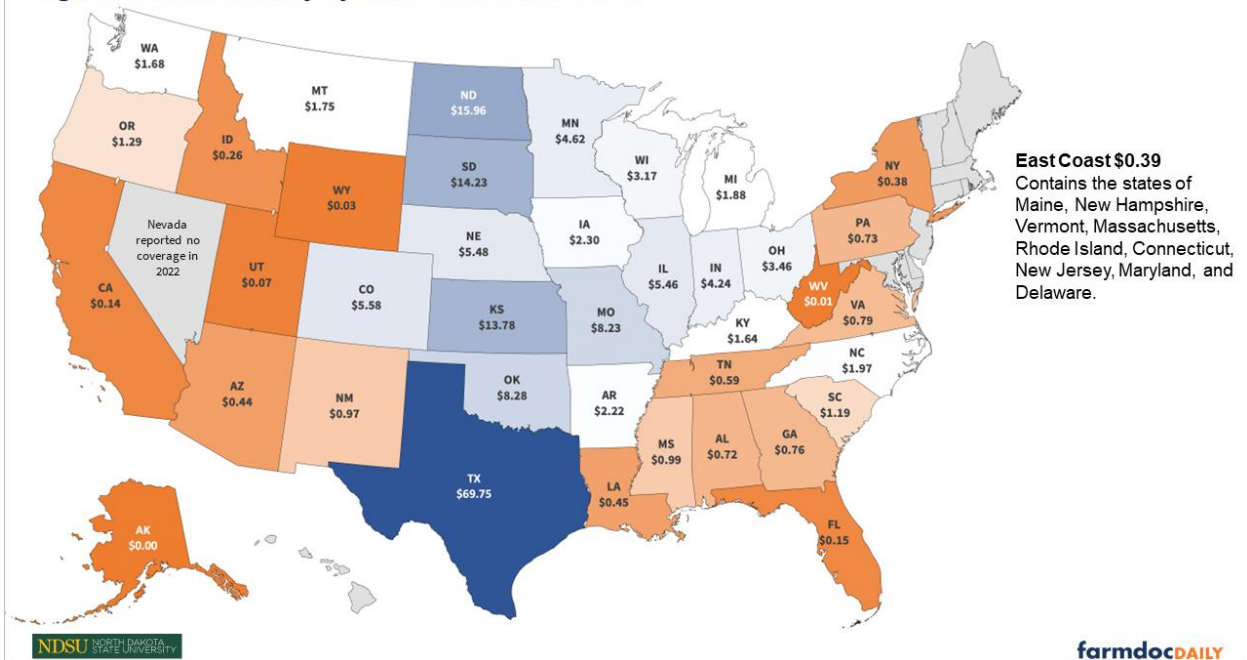 WA
$1.68
MT
$1.75
ND
$15.96
MN
$4.62
OR
$1.29
ID
$0.26
WY
$0.03
SD
$14.23
WI
$3.17
MI
$1.88
NY
$0.38
PA
$0.73
Nevada
reported no
coverage in
2022
CA
$0.14
UT
$0.07
CO
$5.58
NE
$5.48
IA
$2.30
IL
$5.46
IN
$4.24
OH
$3.46
WV
$0.01
VA
$0.79
KS
$13.78
MO
$8.23
KY
$1.64
NC
$1.97
AZ
$0.44
NM
$0.97
OK
$8.28
AR
$2.22
TN
$0.59
SC
$1.19
TX
$69.75
LA
$0.45
MS
$0.99
AL
$0.72
GA
$0.76
FL
$0.15
AK
$0.00
East Coast $0.39
Contains the states of
Maine, New Hampshire,
Vermont, Massachusetts,
Rhode Island, Connecticut,
New Jersey, Maryland, and
Delaware.
NDSU NORTH DAKOTA
STATE UNIVERSITY
farmdocDAILY